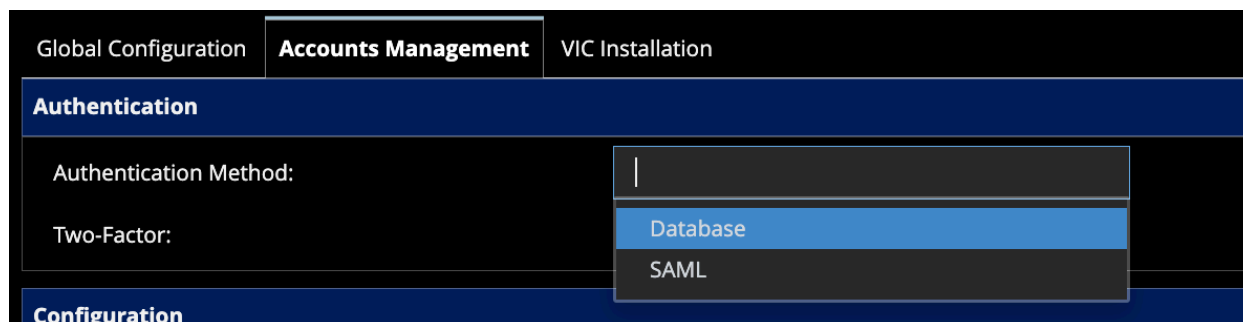 Global Configuration Accounts Management VIC Installation
Authentication
Authentication Method:
Database
Two-Factor:
SAML
Configuration